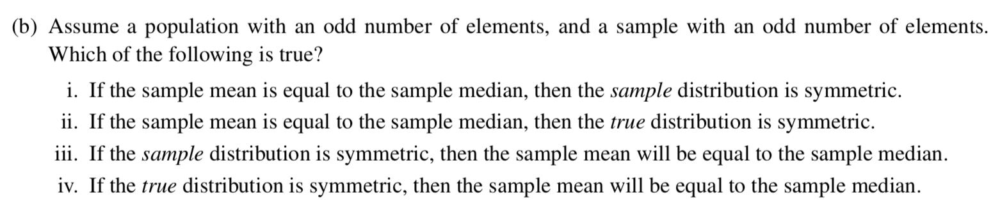 (b) Assume a population with an odd number of elements, and a sample with an odd number of elements.
Which of the following is true?
i. If the sample mean is equal to the sample median, then the sample distribution is symmetric.
ii. If the sample mean is equal to the sample median, then the true distribution is symmetric.
iii. If the sample distribution is symmetric, then the sample mean will be equal to the sample median.
iv. If the true distribution is symmetric, then the sample mean will be equal to the sample median.